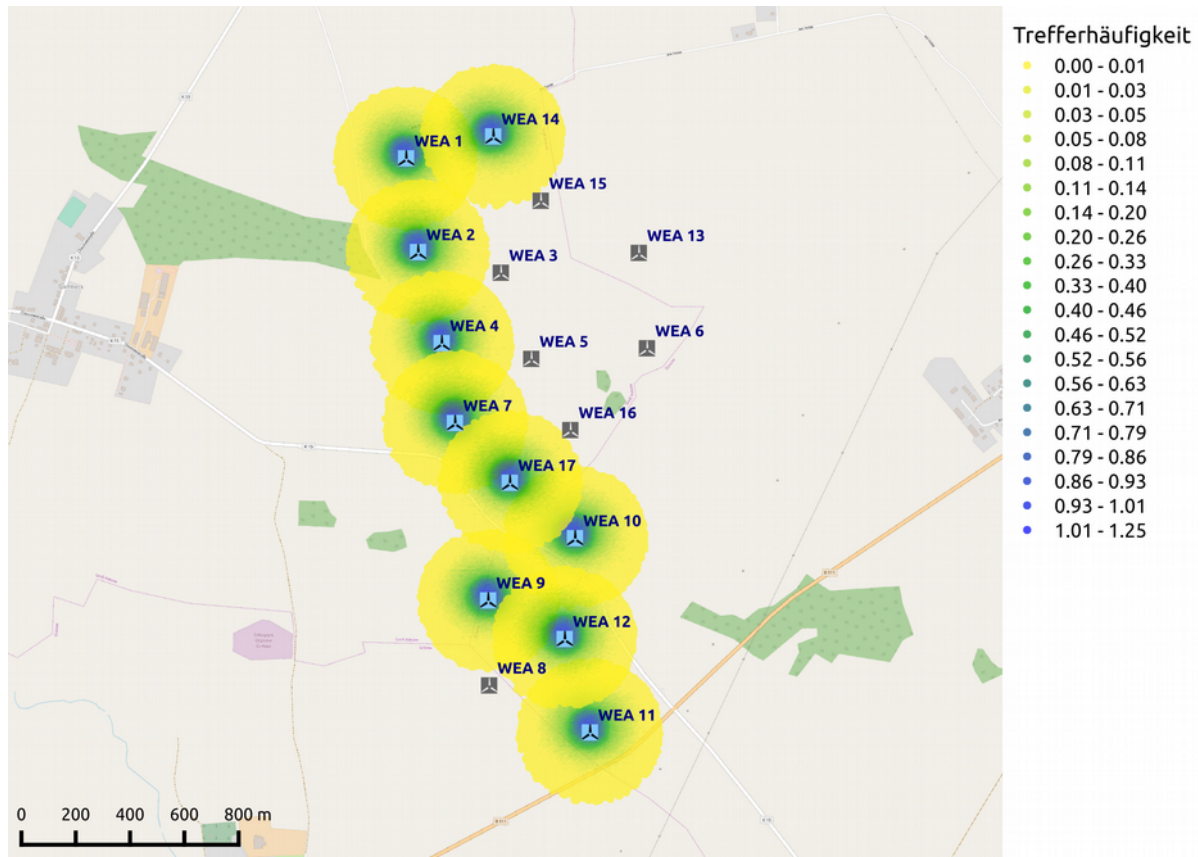 Trefferhäufigkeit
0.00 - 0.01
0.01 - 0.03
0.03 - 0.05
0.05 - 0.08
0.08 - 0.11
0.11 - 0.14
0.14 - 0.20
0.20 - 0.26
0.26 - 0.33
0.33 - 0.40
0.40 - 0.46
0.46 - 0.52
0.52 - 0.56
0.56 - 0.63
0.63 - 0.71
0.71 - 0.79
0.79 - 0.86
0.86 - 0.93
0.93 - 1.01
1.01 - 1.25
WEA 14
WEA 1
WEA 15
WEA 2
WEA 13
WEA 3
WEA 4
WEA 6
WEA 5
WEA 7
WEA 16
WEA 17
WEA 10
WEA 9
WEA 12
WEA 8
WEA 11
0 200 400 600 800 m